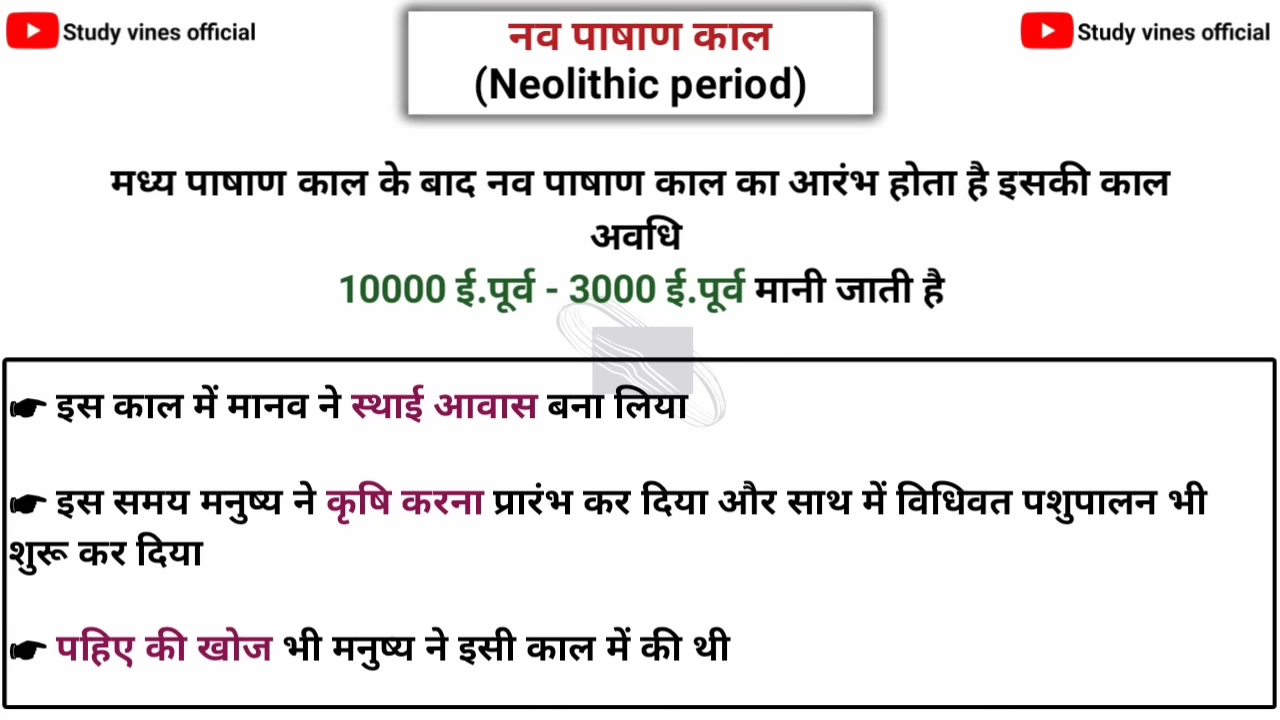 Study vines official
नव पाषाण काल
(Neolithic period)
Study vines official
मध्य पाषाण काल के बाद नव पाषाण काल का आरंभ होता है इसकी काल
अवधि
10000 ई.पूर्व - 3000 ई.पूर्व मानी जाती है
☛ इस काल में मानव ने स्थाई आवास बना लिया
☛ इस समय मनुष्य ने कृषि करना प्रारंभ कर दिया और साथ में विधिवत पशुपालन भी
शुरू कर दिया
☛ पहिए की खोज भी मनुष्य ने इसी काल में की थी